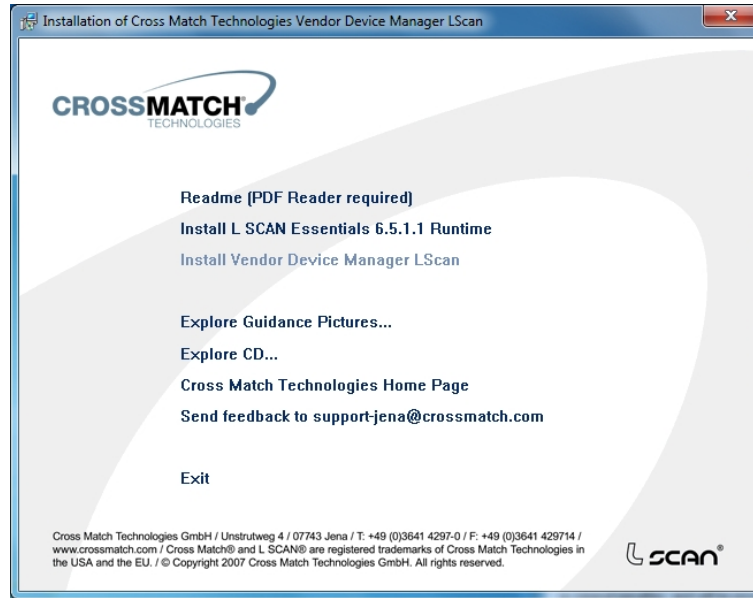 Installation of Cross Match Technologies Vendor Device Manager LScan
CROSSMATCH
TECHNOLOGIES
Readme (PDF Reader required)
Install L SCAN Essentials 6.5.1.1 Runtime
Install Vendor Device Manager LScan
Explore Guidance Pictures...
Explore CD...
Cross Match Technologies Home Page
Send feedback to support-jena@crossmatch.com
Exit
Cross Match Technologies GmbH / Unstrutweg 4 / 07743 Jena / T: +49 (0)3641 4297-0 / F: +49 (0)3641 429714 /
www.crossmatch.com / Cross Match® and L SCAN® are registered trademarks of Cross Match Technologies in
the USA and the EU. / © Copyright 2007 Cross Match Technologies GmbH. All rights reserved.
L scan®